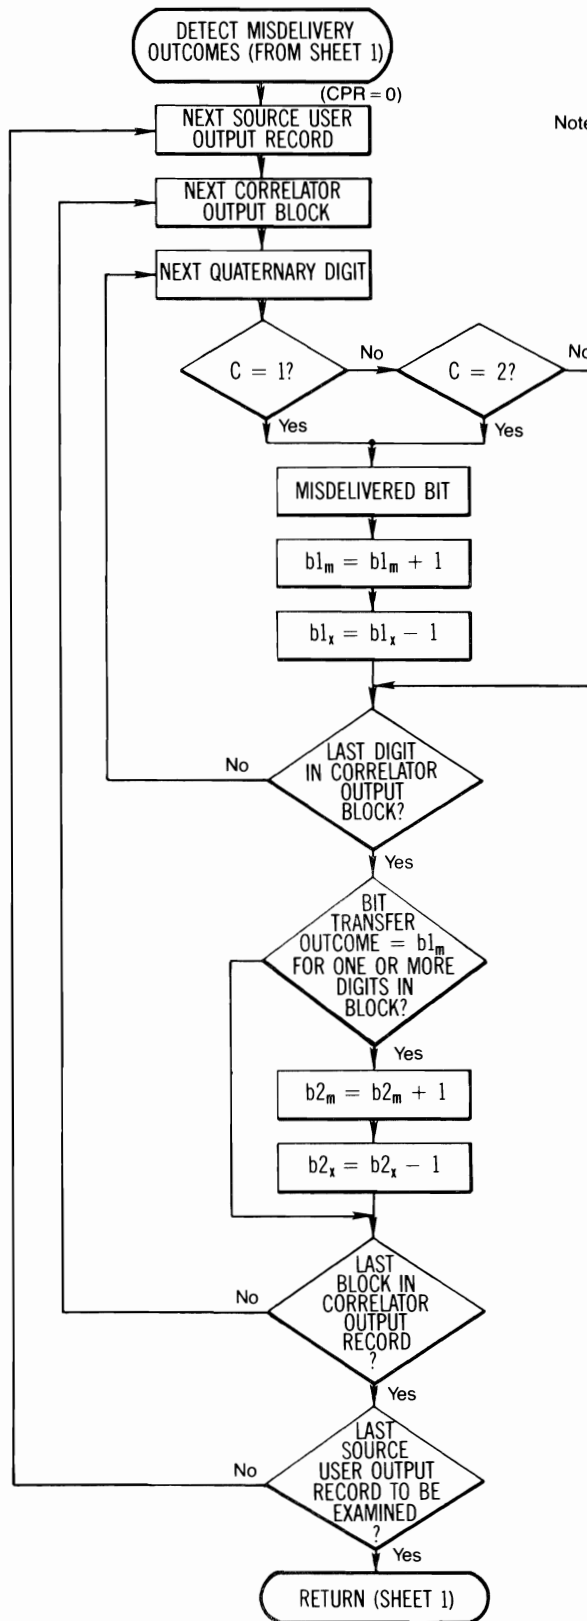 DETECT MISDELIVERY
OUTCOMES (FROM SHEET 1)
(CPR = 0)
NEXT SOURCE USER
OUTPUT RECORD
Note
NEXT CORRELATOR
OUTPUT BLOCK
NEXT QUATERNARY DIGIT
C = 1?
No
C = 2?
No
Yes
Yes
MISDELIVERED BIT
b1m = b1m + 1
b1x = b1x - 1
LAST DIGIT
IN CORRELATOR
OUTPUT
BLOCK?
No
Yes
BIT
TRANSFER
OUTCOME = b1m
FOR ONE OR MORE
DIGITS IN
BLOCK?
Yes
b2m = b2m + 1
b2x = b2x - 1
LAST
BLOCK IN
CORRELATOR
OUTPUT
RECORD
?
No
Yes
LAST
SOURCE
USER OUTPUT
RECORD TO BE
EXAMINED
?
No
Yes
RETURN (SHEET 1)